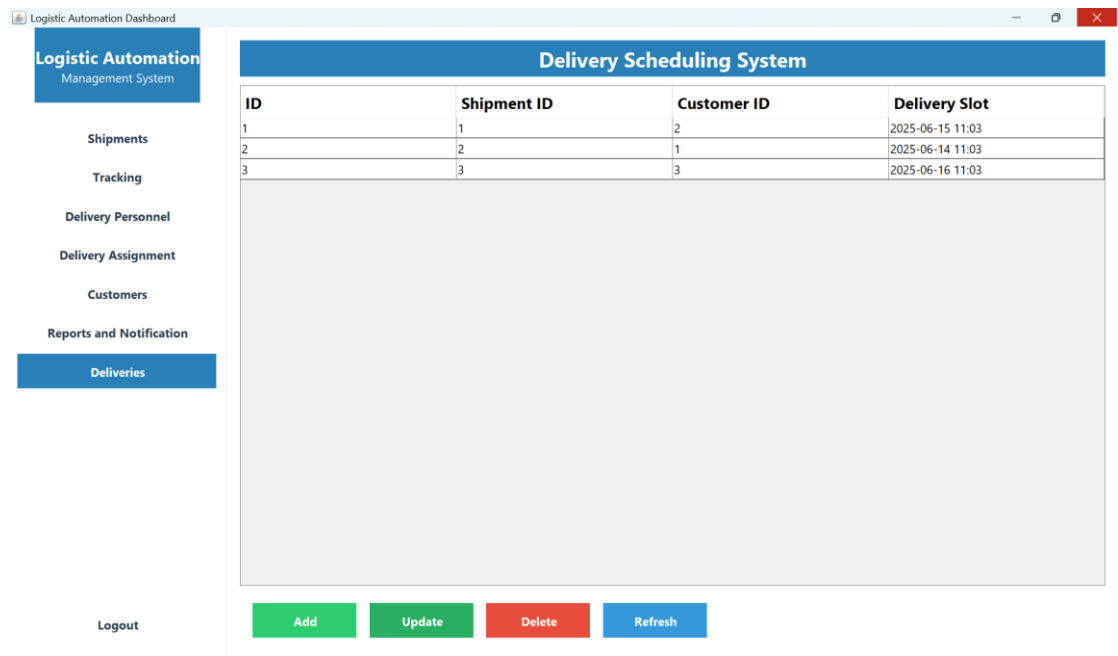 Logistic Automation Dashboard
Logistic Automation
Management System
Shipments
Tracking
Delivery Personnel
Delivery Assignment
Customers
Reports and Notification
Deliveries
Logout
Delivery Scheduling System
ID Shipment ID Customer ID Delivery Slot
1 1 2 2025-06-15 11:03
2 2 1 2025-06-14 11:03
3 3 3 2025-06-16 11:03
Add Update Delete Refresh